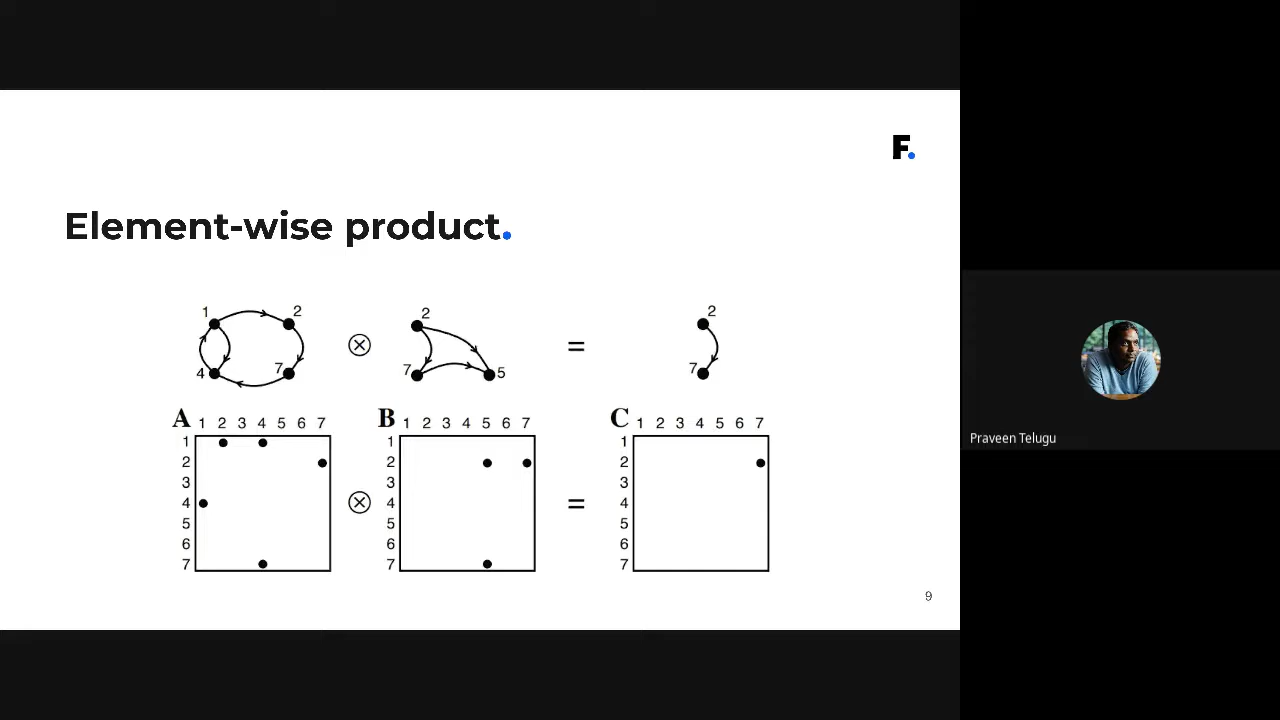 F.
Element-wise product.
1 2 4 7 ⊗ 2 7 5 = 2 7
A 1 2 3 4 5 6 7 B 1 2 3 4 5 6 7 C 1 2 3 4 5 6 7
1 1 1
2 2 2
3 3 3
4 ⊗ 4 = 4
5 5 5
6 6 6
7 7 7
9
Praveen Telugu